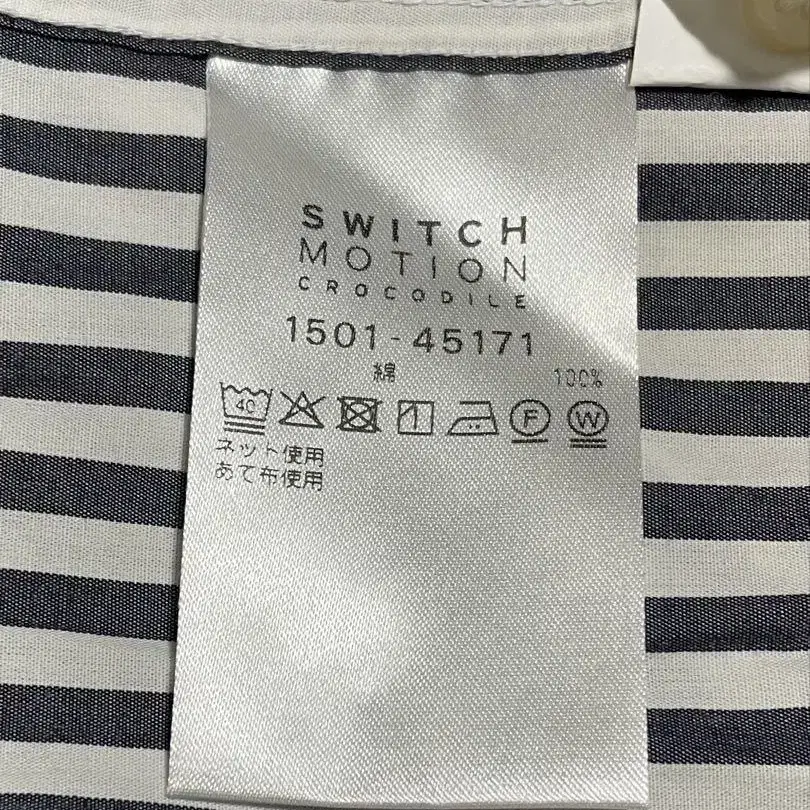 SWITCH
MOTION
CROCODILE
1501-45171
綿 100%
40 F W
ネット使用
あて布使用